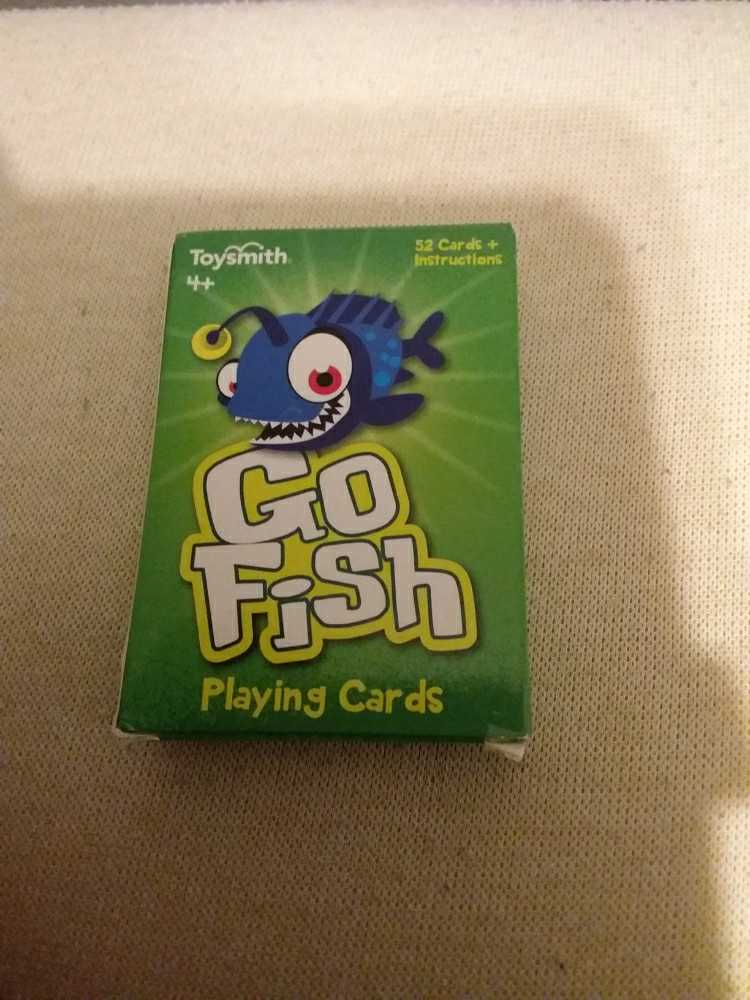 Toysmith
4+
52 Cards +
Instructions
Go
Fish
Playing Cards